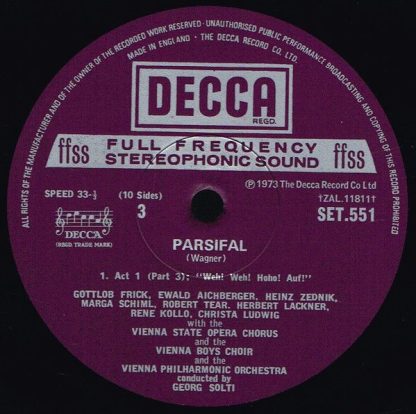 ALL RIGHTS OF THE MANUFACTURER AND OF THE OWNER OF THE RECORDED WORK RESERVED · UNAUTHORISED PUBLIC PERFORMANCE BROADCASTING AND COPYING OF THIS RECORD PROHIBITED
MADE IN ENGLAND · THE DECCA RECORD CO. LTD.
DECCA
REGD.
ffss FULL FREQUENCY STEREOPHONIC SOUND ffss
SPEED 33-⅓ (10 Sides) Ⓟ 1973 The Decca Record Co Ltd
3 †ZAL.11811†
DECCA SET.551
(REGD. TRADE MARK)
PARSIFAL
(Wagner)
1. Act 1 (Part 3): "Weh! Weh! Hoho! Auf!"
GOTTLOB FRICK, EWALD AICHBERGER, HEINZ ZEDNIK,
MARGA SCHIML, ROBERT TEAR, HERBERT LACKNER,
RENE KOLLO, CHRISTA LUDWIG
with the
VIENNA STATE OPERA CHORUS
and the
VIENNA BOYS CHOIR
and the
VIENNA PHILHARMONIC ORCHESTRA
conducted by
GEORG SOLTI